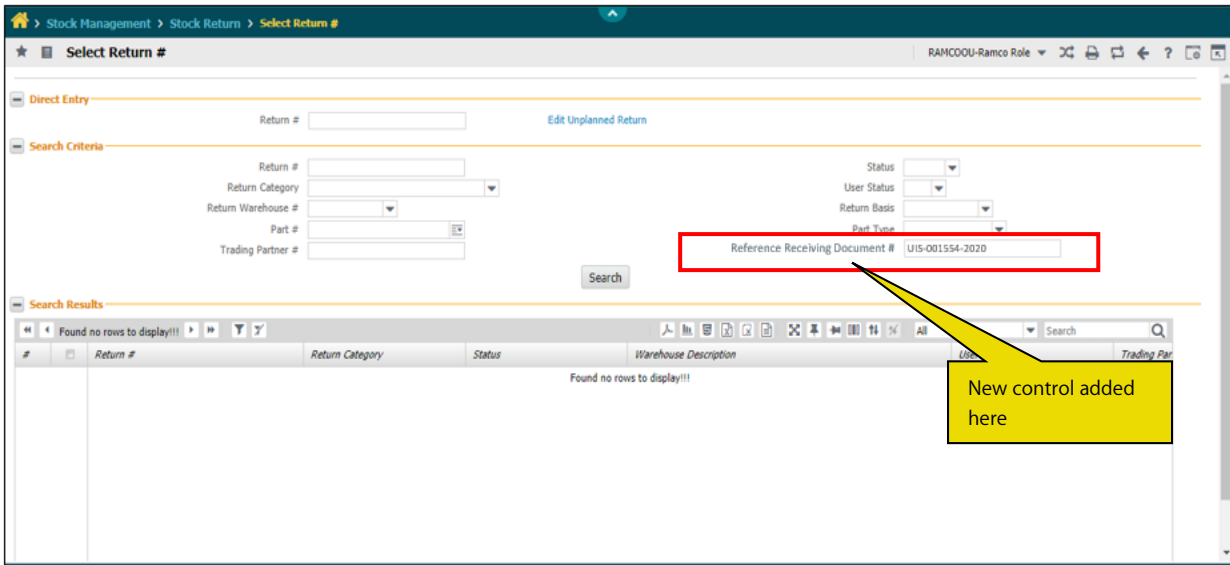 Stock Management > Stock Return > Select Return #
Select Return #
RAMCOOU-Ramco Role
Direct Entry
Return #
Edit Unplanned Return
Search Criteria
Return # Status
Return Category User Status
Return Warehouse # Return Basis
Part # Part Type
Trading Partner # Reference Receiving Document # UIS-001554-2020
Search
Search Results
Found no rows to display!!! All Search
# Return # Return Category Status Warehouse Description Trading Par
Found no rows to display!!!
New control added
here